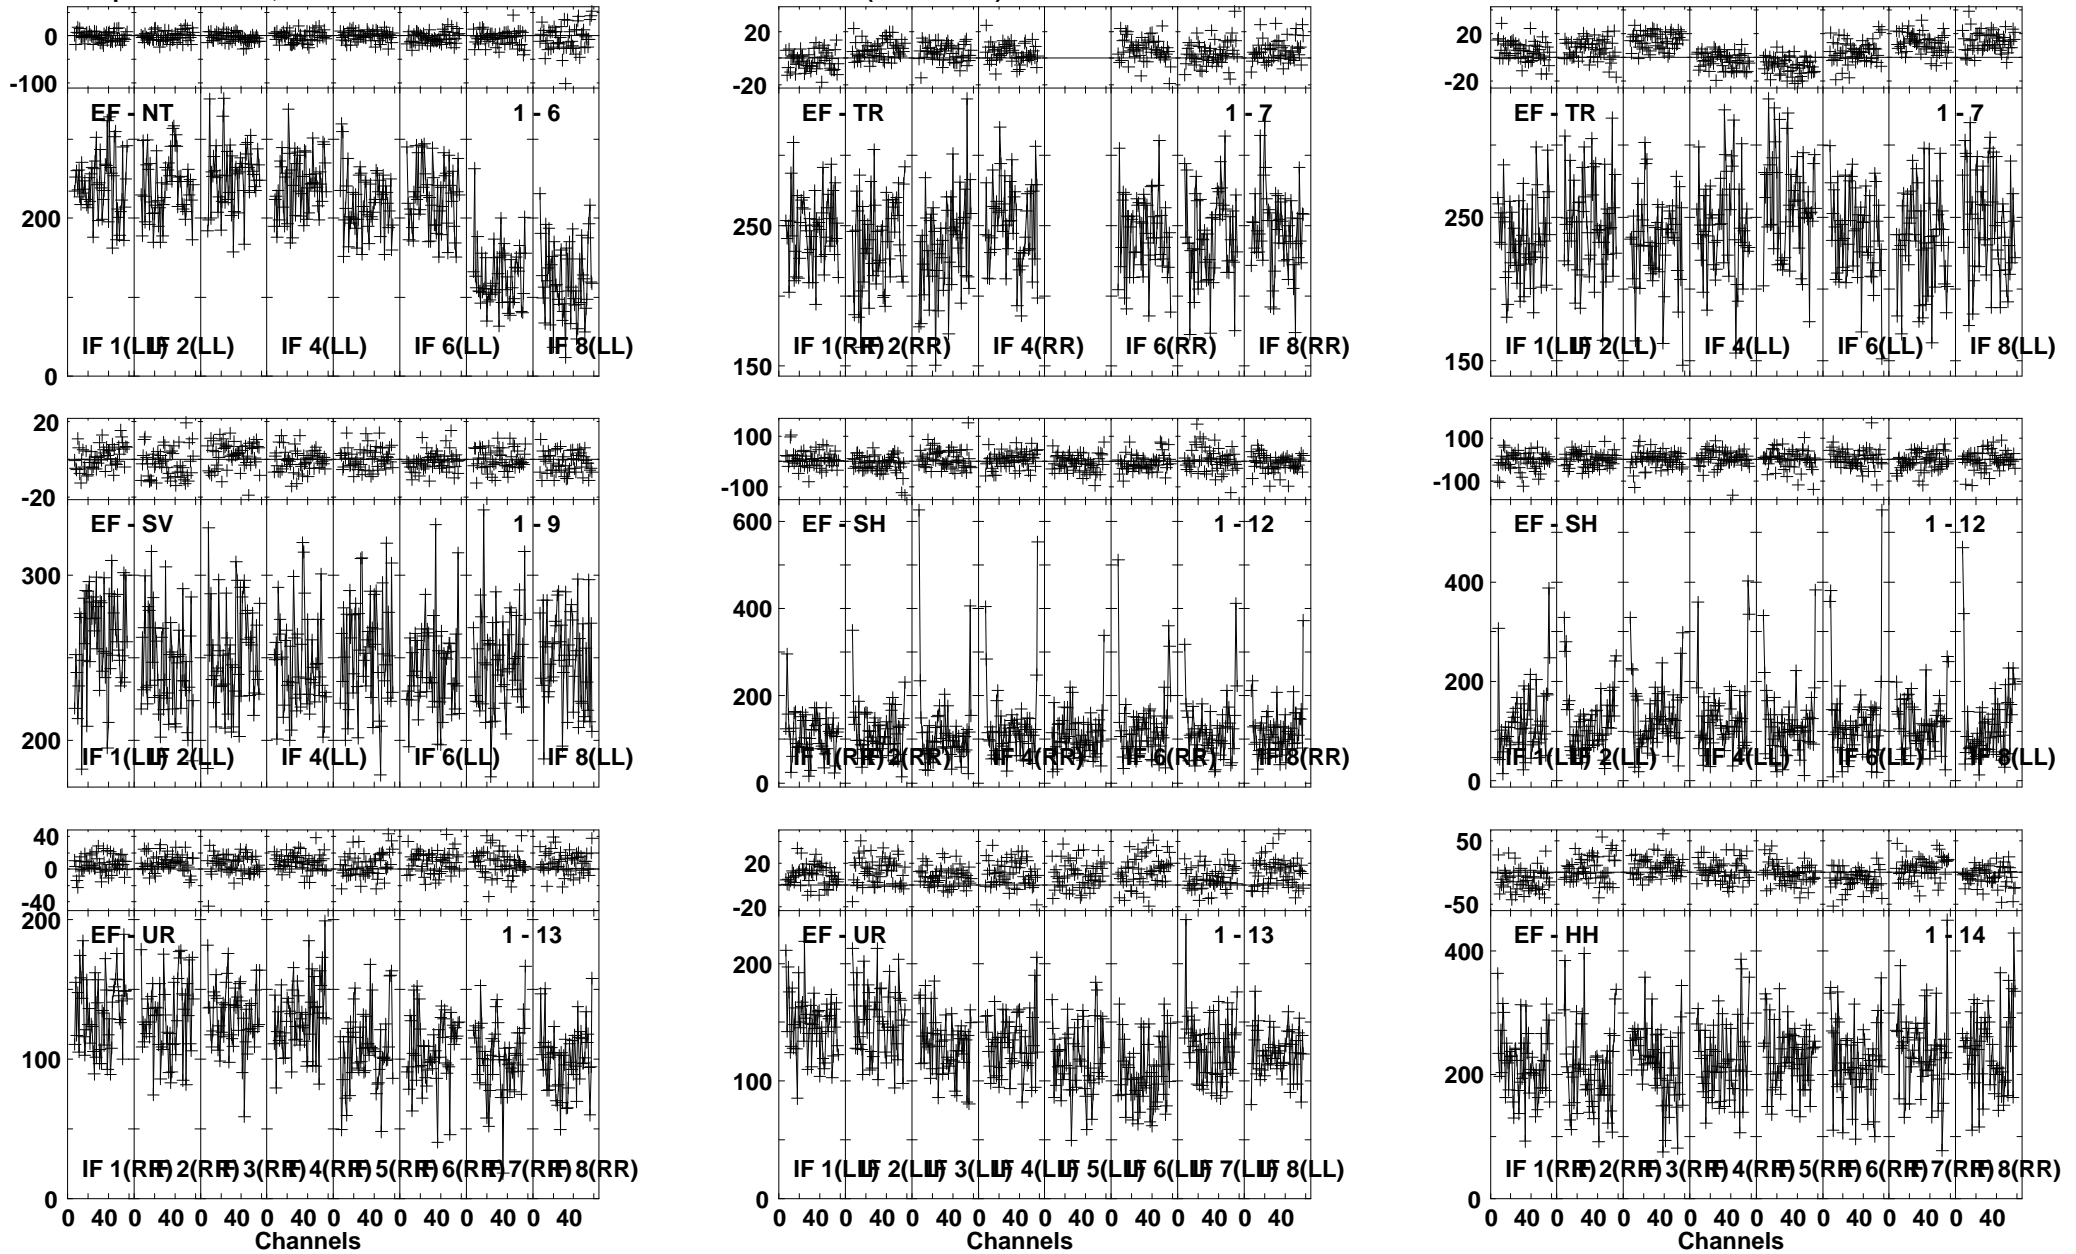 0
-100
EF - NT 1 - 6
200
IF 1(LL) IF 2(LL) IF 4(LL) IF 6(LL) IF 8(LL)
0
20
-20
EF - TR 1 - 7
250
IF 1(RR) IF 2(RR) IF 4(RR) IF 6(RR) IF 8(RR)
150
20
-20
EF - TR 1 - 7
250
IF 1(LL) IF 2(LL) IF 4(LL) IF 6(LL) IF 8(LL)
150
20
-20
EF - SV 1 - 9
300
200
IF 1(LL) IF 2(LL) IF 4(LL) IF 6(LL) IF 8(LL)
100
-100
600
EF - SH 1 - 12
400
200
IF 1(RR) IF 2(RR) IF 4(RR) IF 6(RR) IF 8(RR)
0
100
-100
EF - SH 1 - 12
400
200
IF 1(LL) IF 2(LL) IF 4(LL) IF 6(LL) IF 8(LL)
0
40
0
-40
200
EF - UR 1 - 13
100
IF 1(RR) IF 2(RR) IF 3(RR) IF 4(RR) IF 5(RR) IF 6(RR) IF 7(RR) IF 8(RR)
0
0 40 0 40 0 40 0 40 0 40 0 40 0 40 0 40
Channels
20
-20
EF - UR 1 - 13
200
100
IF 1(LL) IF 2(LL) IF 3(LL) IF 4(LL) IF 5(LL) IF 6(LL) IF 7(LL) IF 8(LL)
0
0 40 0 40 0 40 0 40 0 40 0 40 0 40 0 40
Channels
50
-50
EF - HH 1 - 14
400
200
IF 1(RR) IF 2(RR) IF 3(RR) IF 4(RR) IF 5(RR) IF 6(RR) IF 7(RR) IF 8(RR)
0
0 40 0 40 0 40 0 40 0 40 0 40 0 40 0 40
Channels